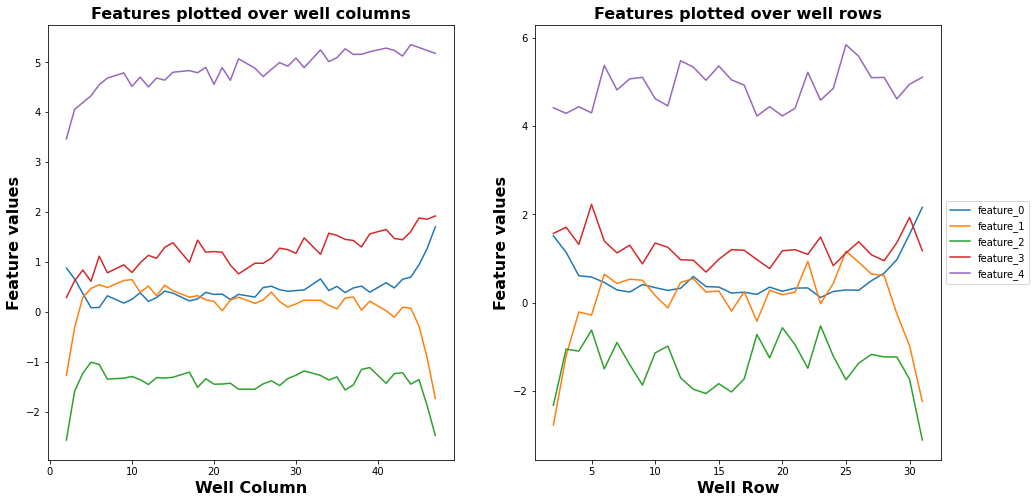 Features plotted over well columns
Features plotted over well rows
Feature values
5
4
3
2
1
0
−1
−2
0
10
20
30
40
Well Column
Feature values
6
4
2
0
−2
5
10
15
20
25
30
Well Row
feature_0
feature_1
feature_2
feature_3
feature_4